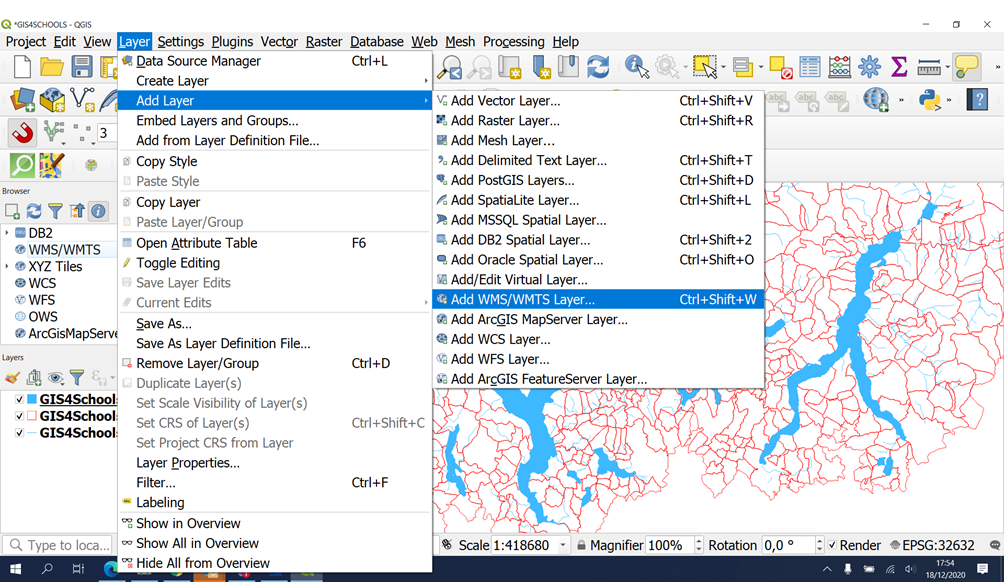 *GIS4SCHOOLS - QGIS
Project Edit View Layer Settings Plugins Vector Raster Database Web Mesh Processing Help
Data Source Manager Ctrl+L
Create Layer
Add Layer
Embed Layers and Groups...
Add from Layer Definition File...
Copy Style
Paste Style
Copy Layer
Paste Layer/Group
Open Attribute Table F6
Toggle Editing
Save Layer Edits
Current Edits
Save As...
Save As Layer Definition File...
Remove Layer/Group Ctrl+D
Duplicate Layer(s)
Set Scale Visibility of Layer(s)
Set CRS of Layer(s) Ctrl+Shift+C
Set Project CRS from Layer
Layer Properties...
Filter... Ctrl+F
Labeling
Show in Overview
Show All in Overview
Hide All from Overview
Add Vector Layer... Ctrl+Shift+V
Add Raster Layer... Ctrl+Shift+R
Add Mesh Layer...
Add Delimited Text Layer... Ctrl+Shift+T
Add PostGIS Layers... Ctrl+Shift+D
Add SpatiaLite Layer... Ctrl+Shift+L
Add MSSQL Spatial Layer...
Add DB2 Spatial Layer... Ctrl+Shift+2
Add Oracle Spatial Layer... Ctrl+Shift+O
Add/Edit Virtual Layer...
Add WMS/WMTS Layer... Ctrl+Shift+W
Add ArcGIS MapServer Layer...
Add WCS Layer...
Add WFS Layer...
Add ArcGIS FeatureServer Layer...
3
abc abc abc
Browser
DB2
WMS/WMTS
XYZ Tiles
WCS
WFS
OWS
ArcGisMapServe
Layers
GIS4Schools
GIS4Schools
GIS4Schools
Type to loca...
Scale 1:418680 Magnifier 100% Rotation 0,0 ° Render EPSG:32632
17:54
18/12/2020